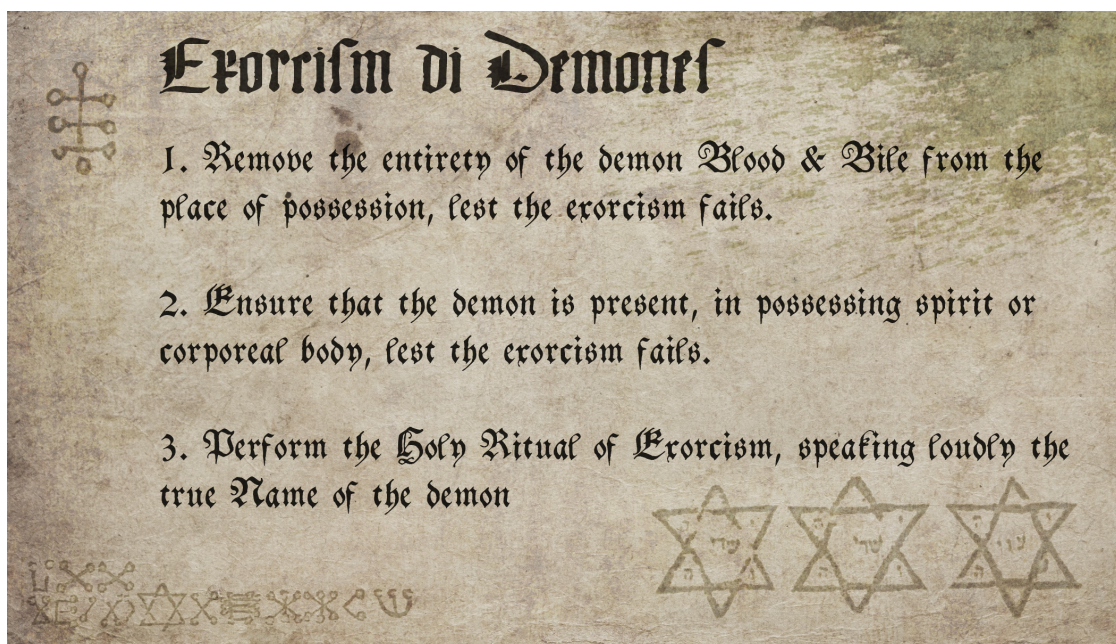 Exorcism di Demones
1. Remove the entirety of the demon Blood & Bile from the
place of possession, lest the exorcism fails.
2. Ensure that the demon is present, in possessing spirit or
corporeal body, lest the exorcism fails.
3. Perform the Holy Ritual of Exorcism, speaking loudly the
true Name of the demon